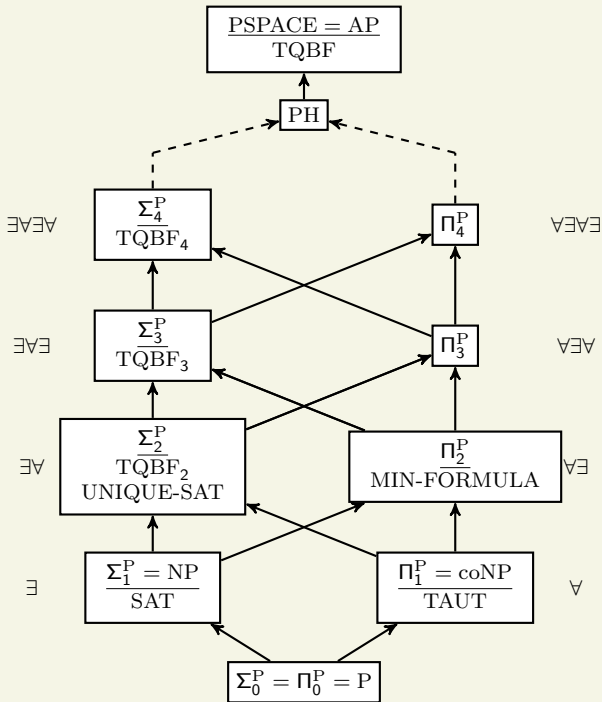 PSPACE = AP
TQBF
PH
∃∀∃∀
Σ₄ᴾ
TQBF₄
Π₄ᴾ
∀∃∀∃
∃∀∃
Σ₃ᴾ
TQBF₃
Π₃ᴾ
∀∃∀
∃∀
Σ₂ᴾ
TQBF₂
UNIQUE-SAT
Π₂ᴾ
MIN-FORMULA
∀∃
∃
Σ₁ᴾ = NP
SAT
Π₁ᴾ = coNP
TAUT
∀
Σ₀ᴾ = Π₀ᴾ = P